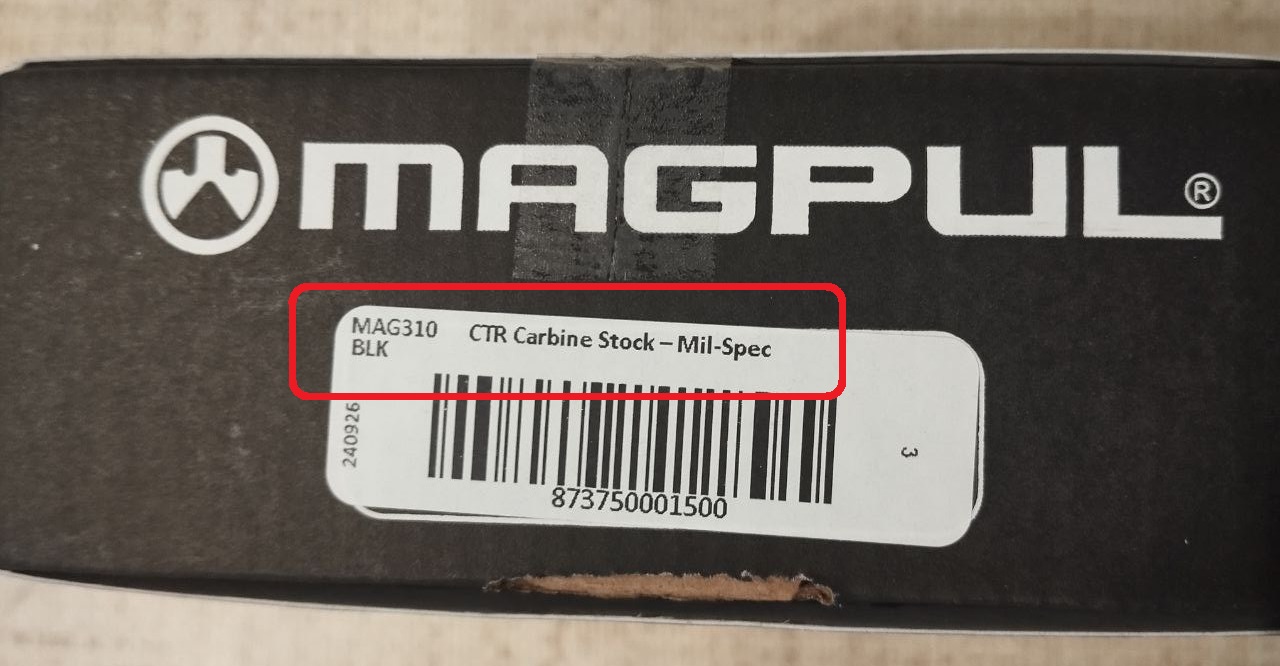 MAGPUL®
MAG310 CTR Carbine Stock – Mil-Spec
BLK
240926
3
873750001500